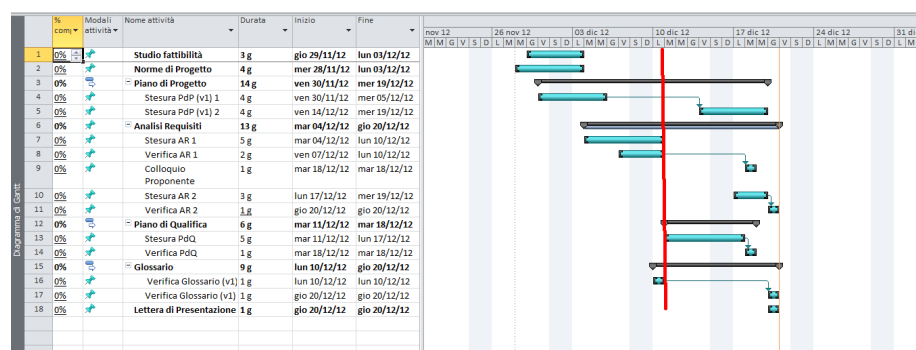 % Modali Nome attività Durata Inizio Fine
com attività
nov 12 26 nov 12 03 dic 12 10 dic 12 17 dic 12 24 dic 12 31 di
M M G V S D L M M G V S D L M M G V S D L M M G V S D L M M G V S D L M M G V S D L M
1 0% Studio fattibilità 3 g gio 29/11/12 lun 03/12/12
2 0% Norme di Progetto 4 g mer 28/11/12 lun 03/12/12
3 0% Piano di Progetto 14 g ven 30/11/12 mer 19/12/12
4 0% Stesura PdP (v1) 1 4 g ven 30/11/12 mer 05/12/12
5 0% Stesura PdP (v1) 2 4 g ven 14/12/12 mer 19/12/12
6 0% Analisi Requisiti 13 g mar 04/12/12 gio 20/12/12
7 0% Stesura AR 1 5 g mar 04/12/12 lun 10/12/12
8 0% Verifica AR 1 2 g ven 07/12/12 lun 10/12/12
9 0% Colloquio 1 g mar 18/12/12 mar 18/12/12
Proponente
10 0% Stesura AR 2 3 g lun 17/12/12 mer 19/12/12
11 0% Verifica AR 2 1 g gio 20/12/12 gio 20/12/12
12 0% Piano di Qualifica 6 g mar 11/12/12 mar 18/12/12
13 0% Stesura PdQ 5 g mar 11/12/12 lun 17/12/12
14 0% Verifica PdQ 1 g mar 18/12/12 mar 18/12/12
15 0% Glossario 9 g lun 10/12/12 gio 20/12/12
16 0% Verifica Glossario (v1) 1 g lun 10/12/12 lun 10/12/12
17 0% Verifica Glossario (v1) 1 g gio 20/12/12 gio 20/12/12
18 0% Lettera di Presentazione 1 g gio 20/12/12 gio 20/12/12
Diagramma di Gantt